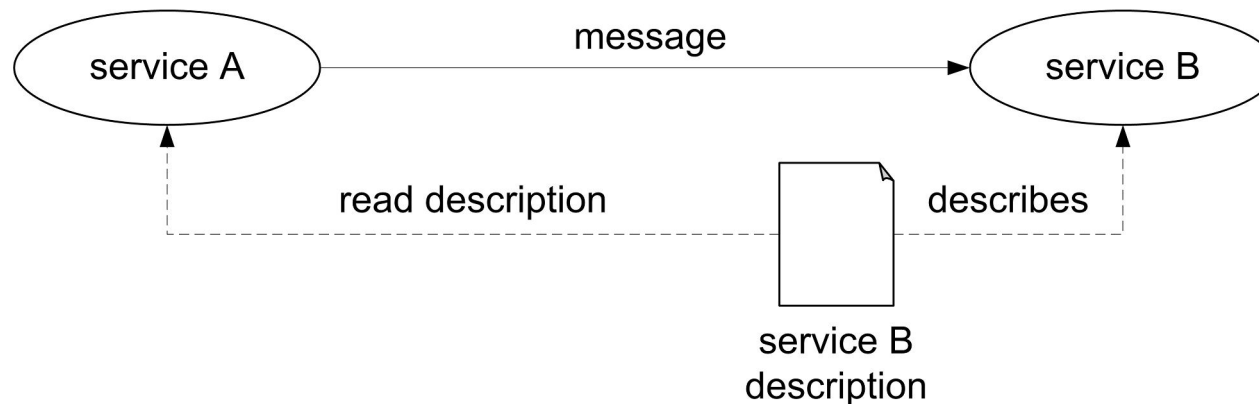 message
service A
service B
read description
describes
service B
description